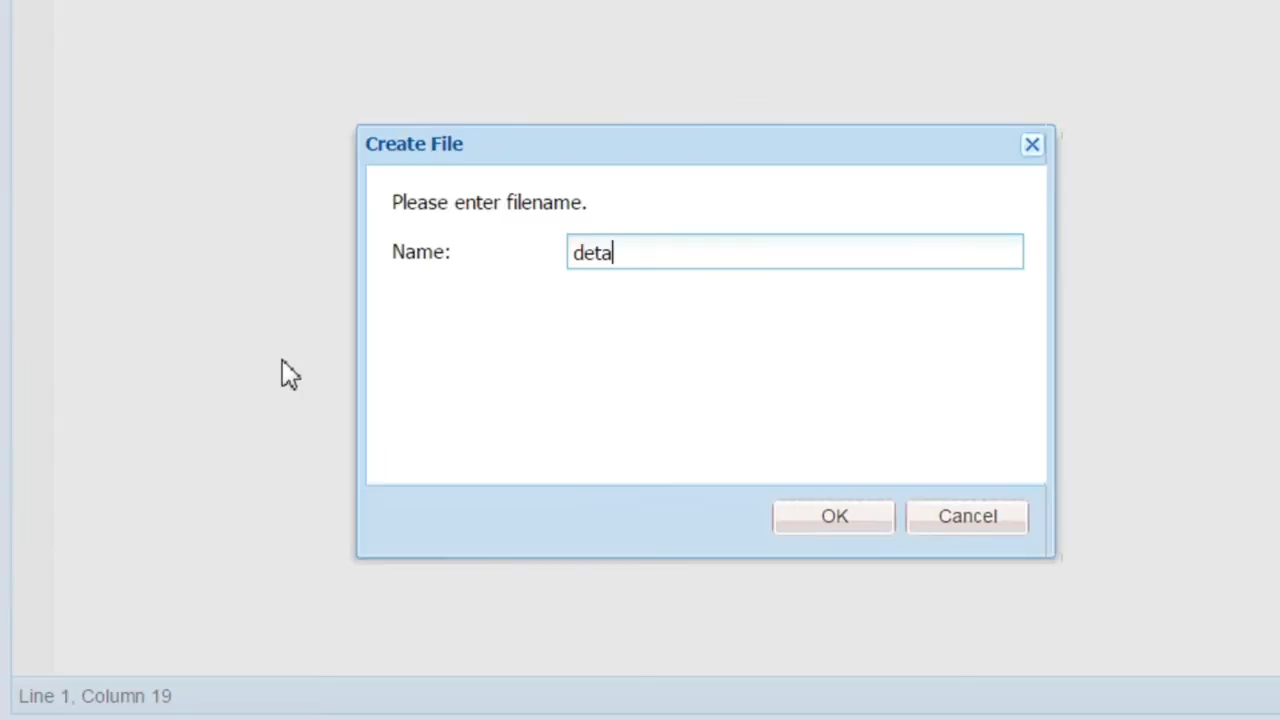 Create File
Please enter filename.
Name: deta
OK Cancel
Line 1, Column 19